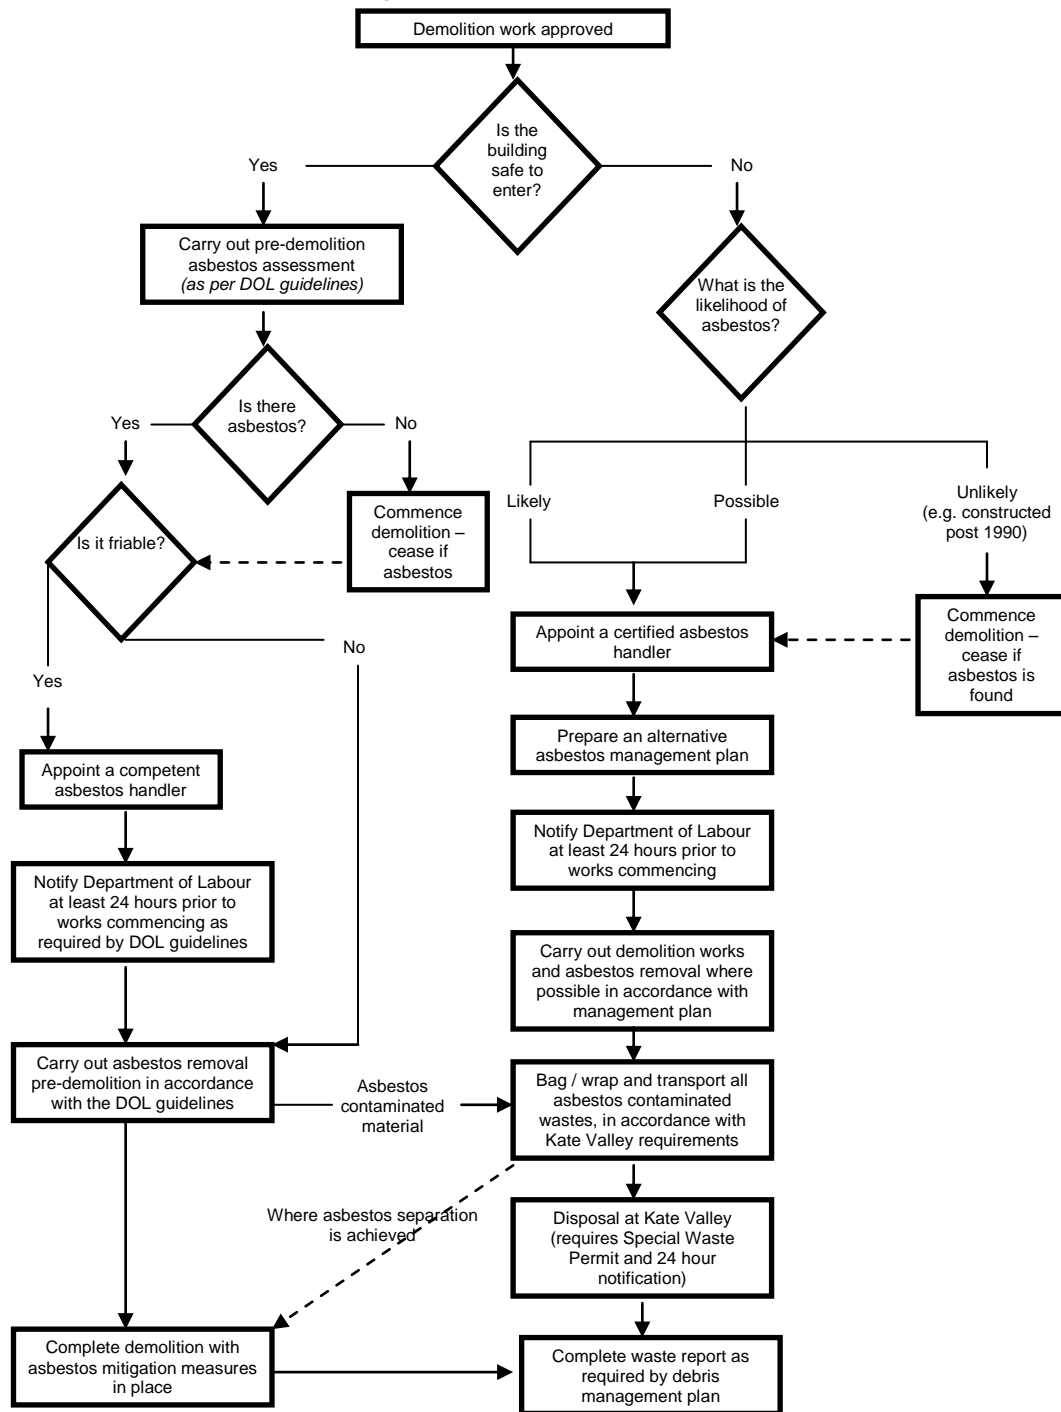 Demolition work approved
Is the
building
safe to
enter?
Yes
No
Carry out pre-demolition
asbestos assessment
(as per DOL guidelines)
What is the
likelihood of
asbestos?
Is there
asbestos?
Yes
No
Likely
Possible
Unlikely
(e.g. constructed
post 1990)
Is it friable?
Commence
demolition –
cease if
asbestos
Commence
demolition –
cease if
asbestos is
found
Appoint a certified asbestos
handler
No
Yes
Prepare an alternative
asbestos management plan
Appoint a competent
asbestos handler
Notify Department of Labour
at least 24 hours prior to
works commencing
Notify Department of Labour
at least 24 hours prior to
works commencing as
required by DOL guidelines
Carry out demolition works
and asbestos removal where
possible in accordance with
management plan
Carry out asbestos removal
pre-demolition in accordance
with the DOL guidelines
Asbestos
contaminated
material
Bag / wrap and transport all
asbestos contaminated
wastes, in accordance with
Kate Valley requirements
Where asbestos separation
is achieved
Disposal at Kate Valley
(requires Special Waste
Permit and 24 hour
notification)
Complete demolition with
asbestos mitigation measures
in place
Complete waste report as
required by debris
management plan